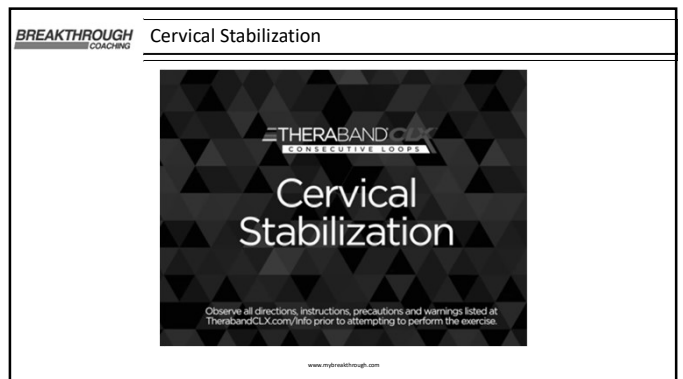 BREAKTHROUGH
COACHING
Cervical Stabilization
THERABAND CLX
CONSECUTIVE LOOPS
Cervical
Stabilization
Observe all directions, instructions, precautions and warnings listed at
TherabandCLX.com/info prior to attempting to perform the exercise.
www.mybreakthrough.com